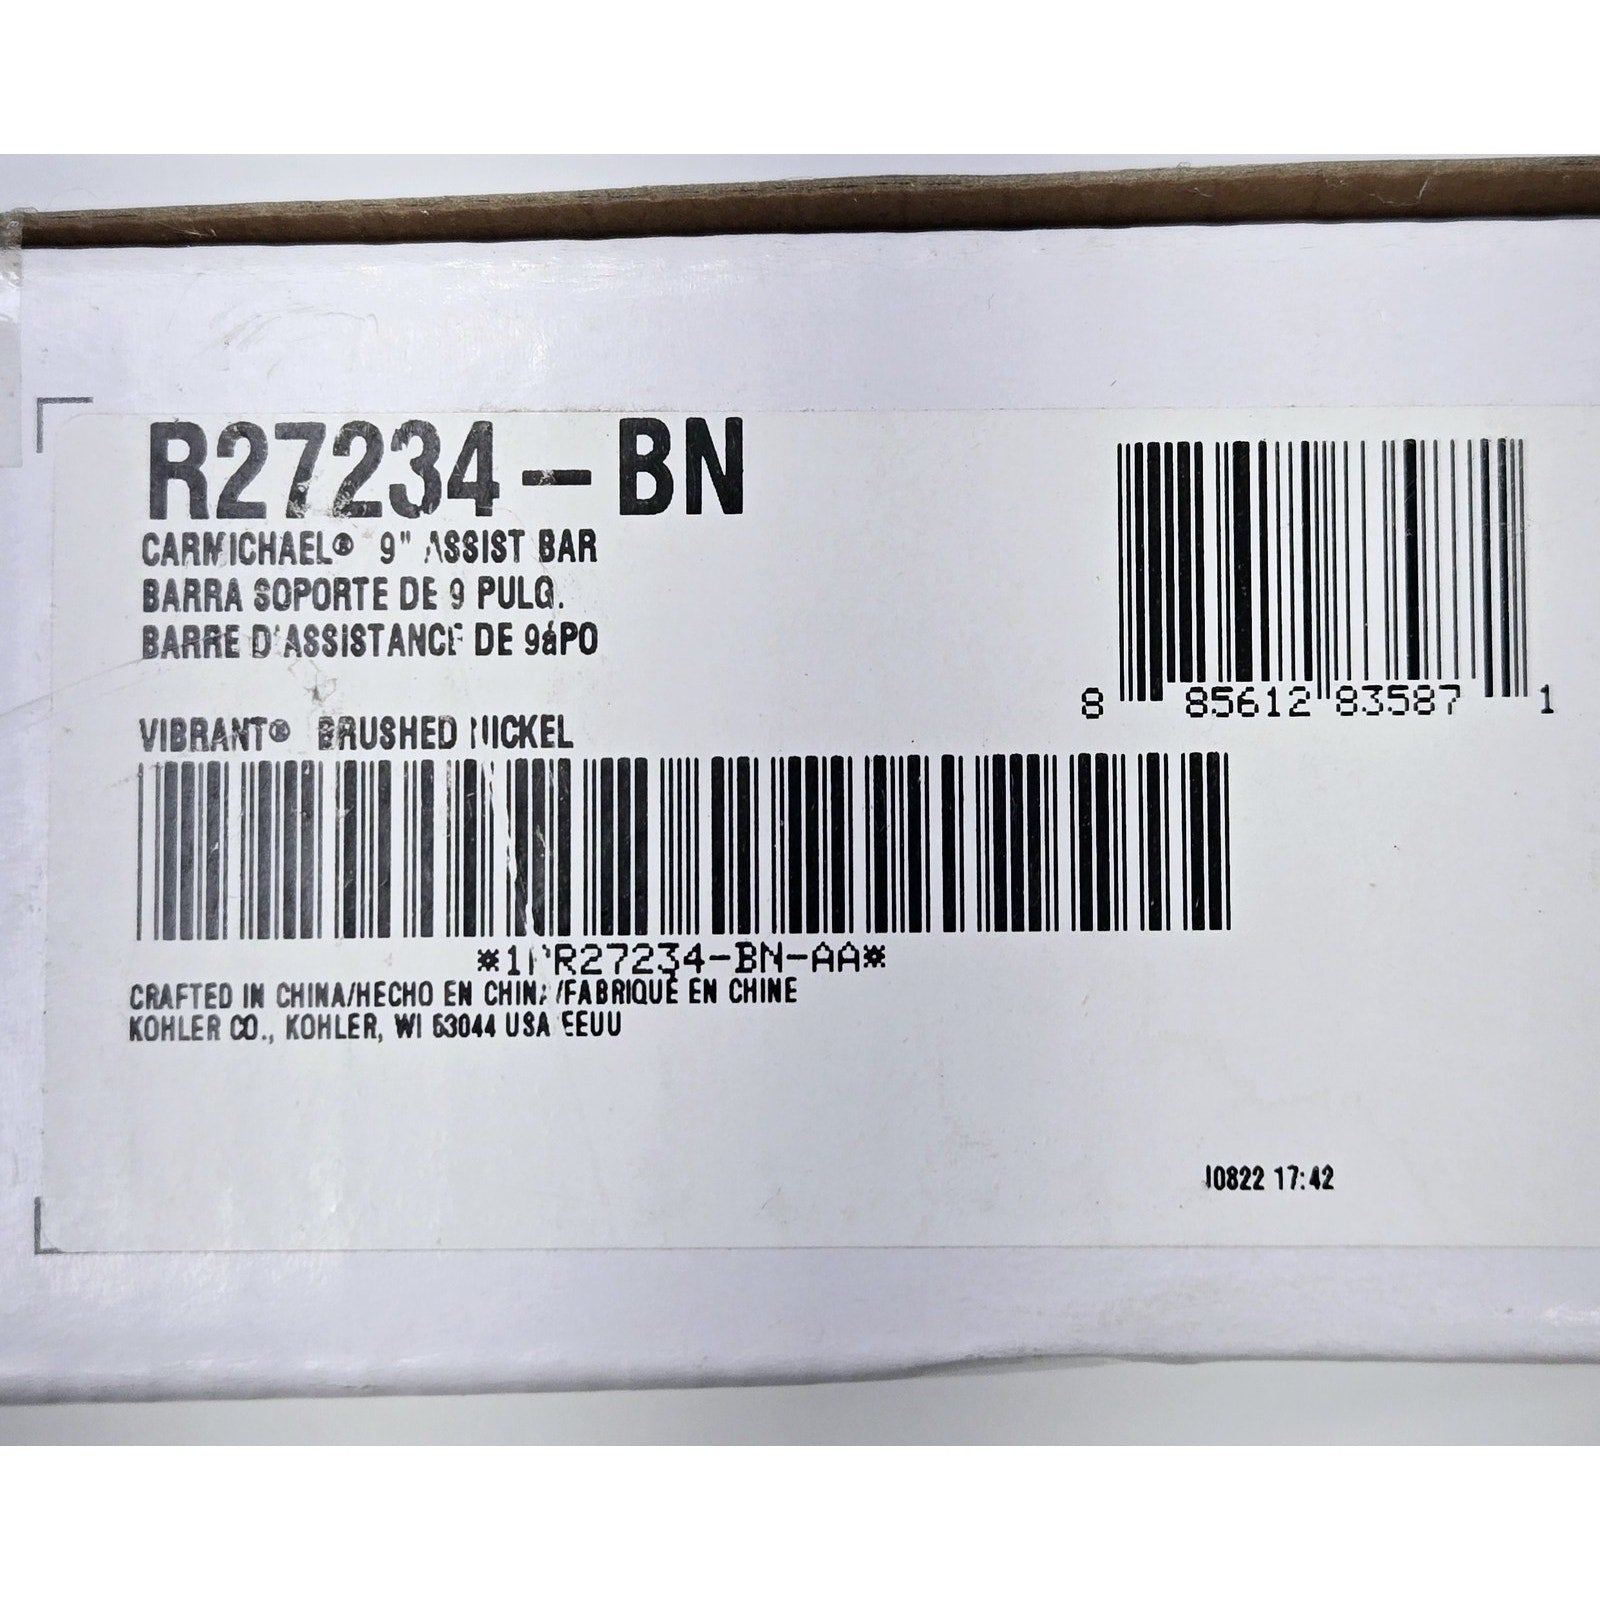 R27234-BN
CARMICHAEL® 9" ASSIST BAR
BARRA SOPORTE DE 9 PULG.
BARRE D'ASSISTANCE DE 9áPO
8 85612 83587 1
VIBRANT® BRUSHED NICKEL
*1PR27234-BN-AA*
CRAFTED IN CHINA/HECHO EN CHINA/FABRIQUÉ EN CHINE
KOHLER CO., KOHLER, WI 53044 USA EEUU
17:42